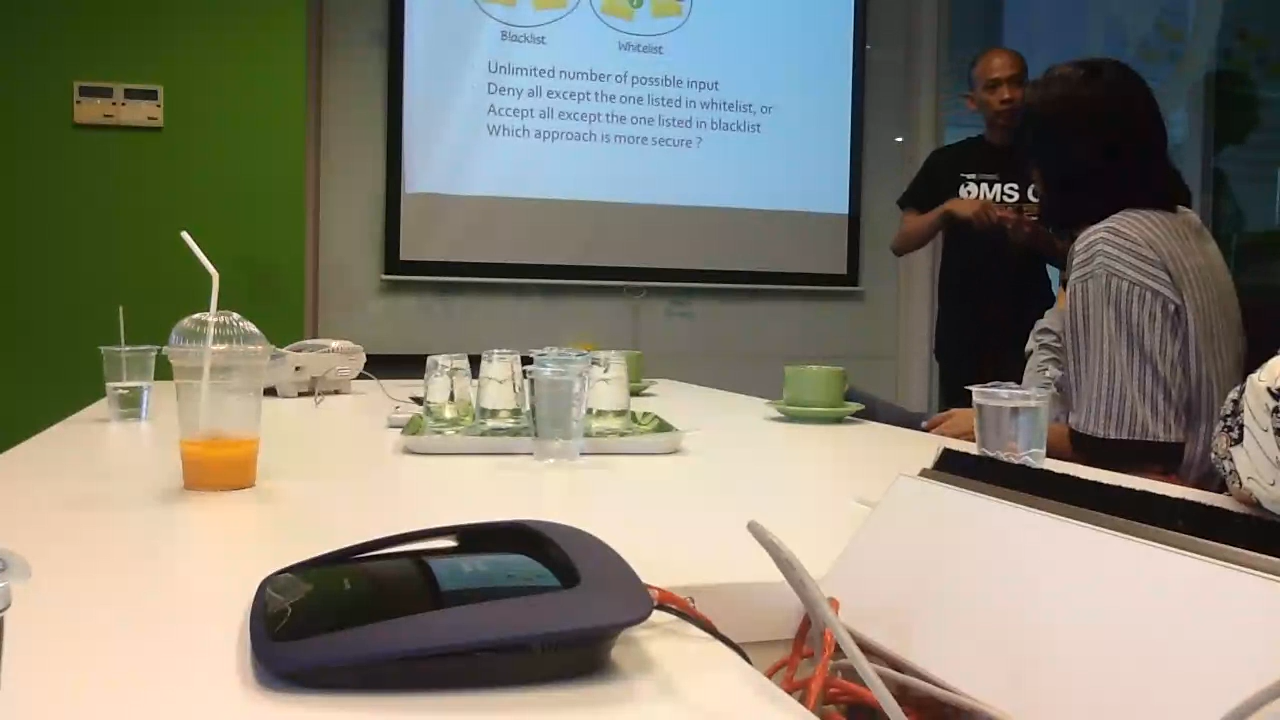 Blacklist
Whitelist
Unlimited number of possible input
Deny all except the one listed in whitelist, or
Accept all except the one listed in blacklist
Which approach is more secure ?
OMS